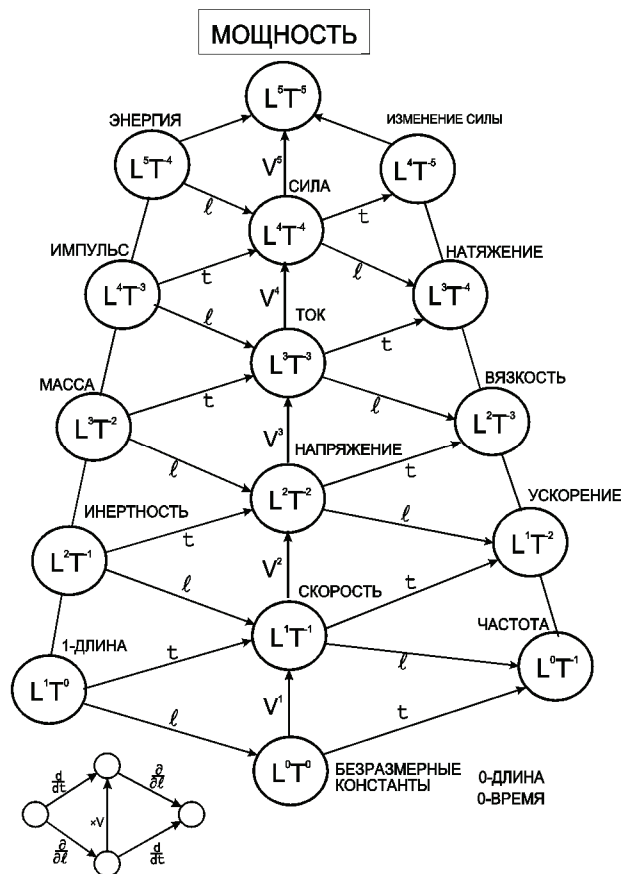 МОЩНОСТЬ
L⁵T⁻⁵
ЭНЕРГИЯ
ИЗМЕНЕНИЕ СИЛЫ
L⁵T⁻⁴
V⁵
L⁴T⁻⁵
СИЛА
ℓ
t
L⁴T⁻⁴
ИМПУЛЬС
НАТЯЖЕНИЕ
t
ℓ
L⁴T⁻³
V⁴
L³T⁻⁴
ℓ
ТОК
t
L³T⁻³
МАССА
ВЯЗКОСТЬ
t
ℓ
L³T⁻²
V³
L²T⁻³
ℓ
НАПРЯЖЕНИЕ
t
L²T⁻²
ИНЕРТНОСТЬ
УСКОРЕНИЕ
t
ℓ
L²T⁻¹
V²
L¹T⁻²
ℓ
СКОРОСТЬ
t
L¹T⁻¹
1-ДЛИНА
ЧАСТОТА
t
ℓ
L¹T⁰
V¹
L⁰T⁻¹
ℓ
t
L⁰T⁰
БЕЗРАЗМЕРНЫЕ
КОНСТАНТЫ
0-ДЛИНА
0-ВРЕМЯ
d/dt
∂/∂ℓ
×V
∂/∂ℓ
d/dt